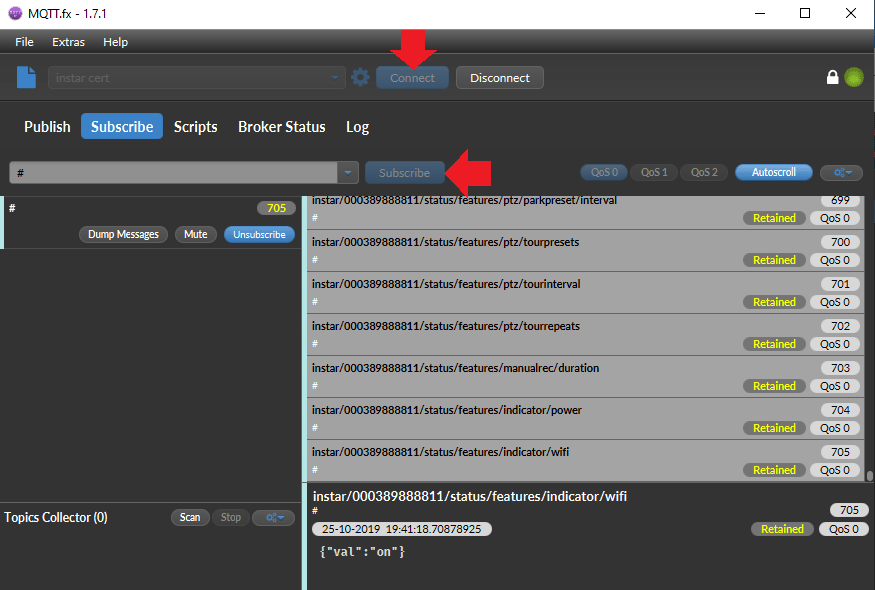 MQTT.fx - 1.7.1
File Extras Help
instar cert Connect Disconnect
Publish Subscribe Scripts Broker Status Log
# Subscribe QoS 0 QoS 1 QoS 2 Autoscroll
# 705
Dump Messages Mute Unsubscribe
instar/000389888811/status/features/ptz/parkpreset/interval 699
# Retained QoS 0
instar/000389888811/status/features/ptz/tourpresets 700
# Retained QoS 0
instar/000389888811/status/features/ptz/tourinterval 701
# Retained QoS 0
instar/000389888811/status/features/ptz/tourrepeats 702
# Retained QoS 0
instar/000389888811/status/features/manualrec/duration 703
# Retained QoS 0
instar/000389888811/status/features/indicator/power 704
# Retained QoS 0
instar/000389888811/status/features/indicator/wifi 705
# Retained QoS 0
Topics Collector (0) Scan Stop
instar/000389888811/status/features/indicator/wifi
# 705
25-10-2019 19:41:18.70878925 Retained QoS 0
{"val":"on"}